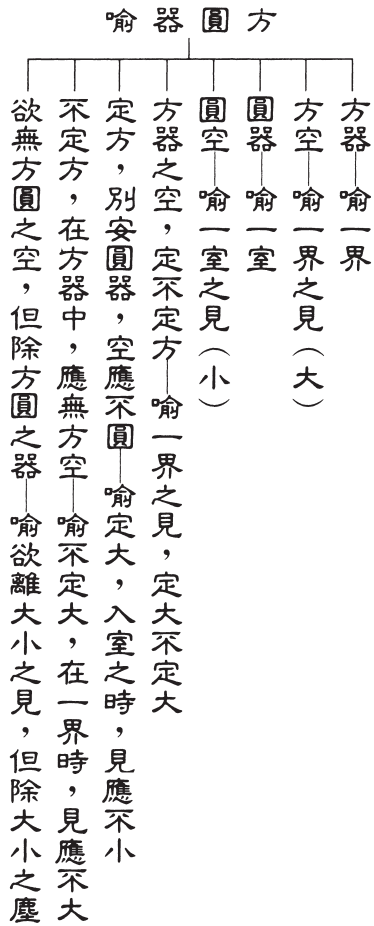 方圓器喻
方器—喻一界
方空—喻一界之見（大）
圓器—喻一室
圓空—喻一室之見（小）
方器之空，定不定方—喻一界之見，定大不定大
定方，別安圓器，空應不圓—喻定大，入室之時，見應不小
不定方，在方器中，應無方空—喻不定大，在一界時，見應不大
欲無方圓之空，但除方圓之器—喻欲離大小之見，但除大小之塵